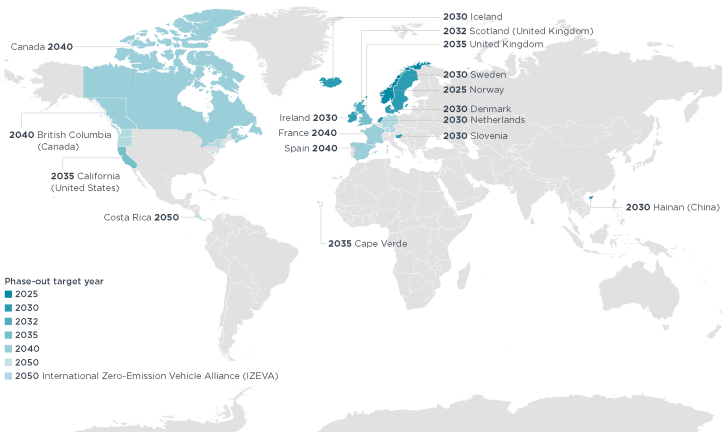 2030 Iceland
2032 Scotland (United Kingdom)
2035 United Kingdom
Canada 2040
2030 Sweden
2025 Norway
2030 Denmark
Ireland 2030
2030 Netherlands
2040 British Columbia
(Canada)
France 2040
2030 Slovenia
Spain 2040
2035 California
(United States)
2030 Hainan (China)
Costa Rica 2050
2035 Cape Verde
Phase-out target year
2025
2030
2032
2035
2040
2050
2050 International Zero-Emission Vehicle Alliance (IZEVA)